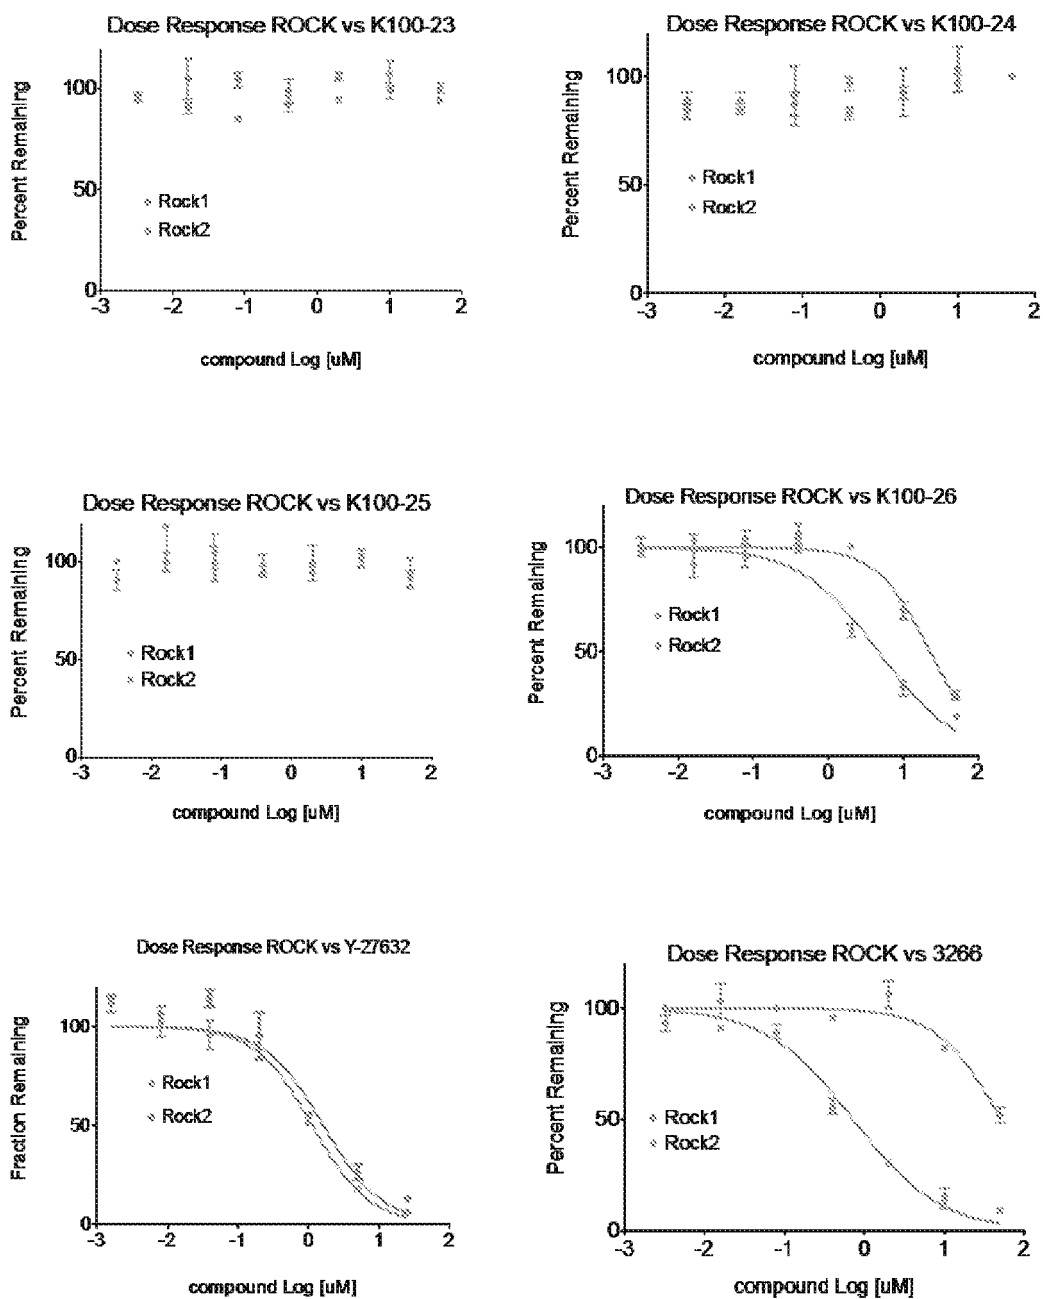 Dose Response ROCK vs K100-23
Percent Remaining
100
50
0
Rock1
Rock2
-3 -2 -1 0 1 2
compound Log [uM]
Dose Response ROCK vs K100-24
Percent Remaining
100
50
0
Rock1
Rock2
-3 -2 -1 0 1 2
compound Log [uM]
Dose Response ROCK vs K100-25
Percent Remaining
100
50
0
Rock1
Rock2
-3 -2 -1 0 1 2
compound Log [uM]
Dose Response ROCK vs K100-26
Percent Remaining
100
50
0
Rock1
Rock2
-3 -2 -1 0 1 2
compound Log [uM]
Dose Response ROCK vs Y-27632
Fraction Remaining
100
50
0
Rock1
Rock2
-3 -2 -1 0 1 2
compound Log [uM]
Dose Response ROCK vs 3266
Percent Remaining
100
50
0
Rock1
Rock2
-3 -2 -1 0 1 2
compound Log [uM]